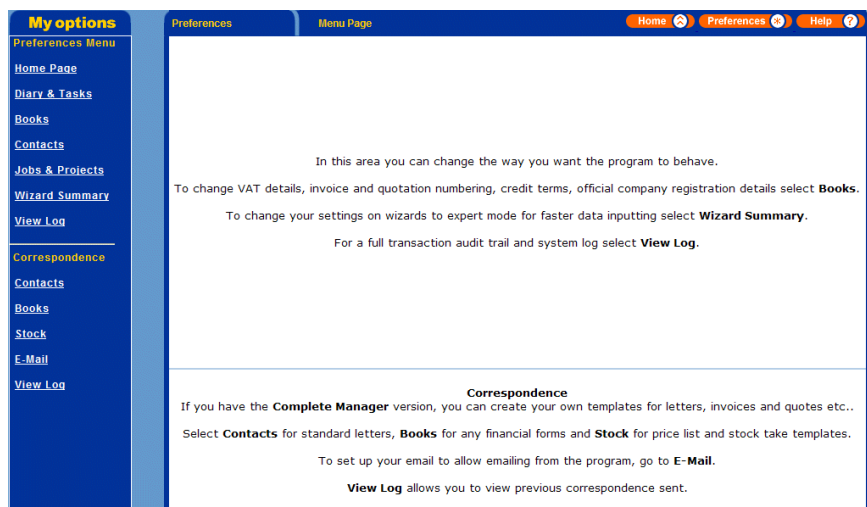 My options
Preferences Menu
Home Page
Diary & Tasks
Books
Contacts
Jobs & Projects
Wizard Summary
View Log
Correspondence
Contacts
Books
Stock
E-Mail
View Log
Preferences
Menu Page
Home
Preferences
Help ?
In this area you can change the way you want the program to behave.
To change VAT details, invoice and quotation numbering, credit terms, official company registration details select Books.
To change your settings on wizards to expert mode for faster data inputting select Wizard Summary.
For a full transaction audit trail and system log select View Log.
Correspondence
If you have the Complete Manager version, you can create your own templates for letters, invoices and quotes etc..
Select Contacts for standard letters, Books for any financial forms and Stock for price list and stock take templates.
To set up your email to allow emailing from the program, go to E-Mail.
View Log allows you to view previous correspondence sent.